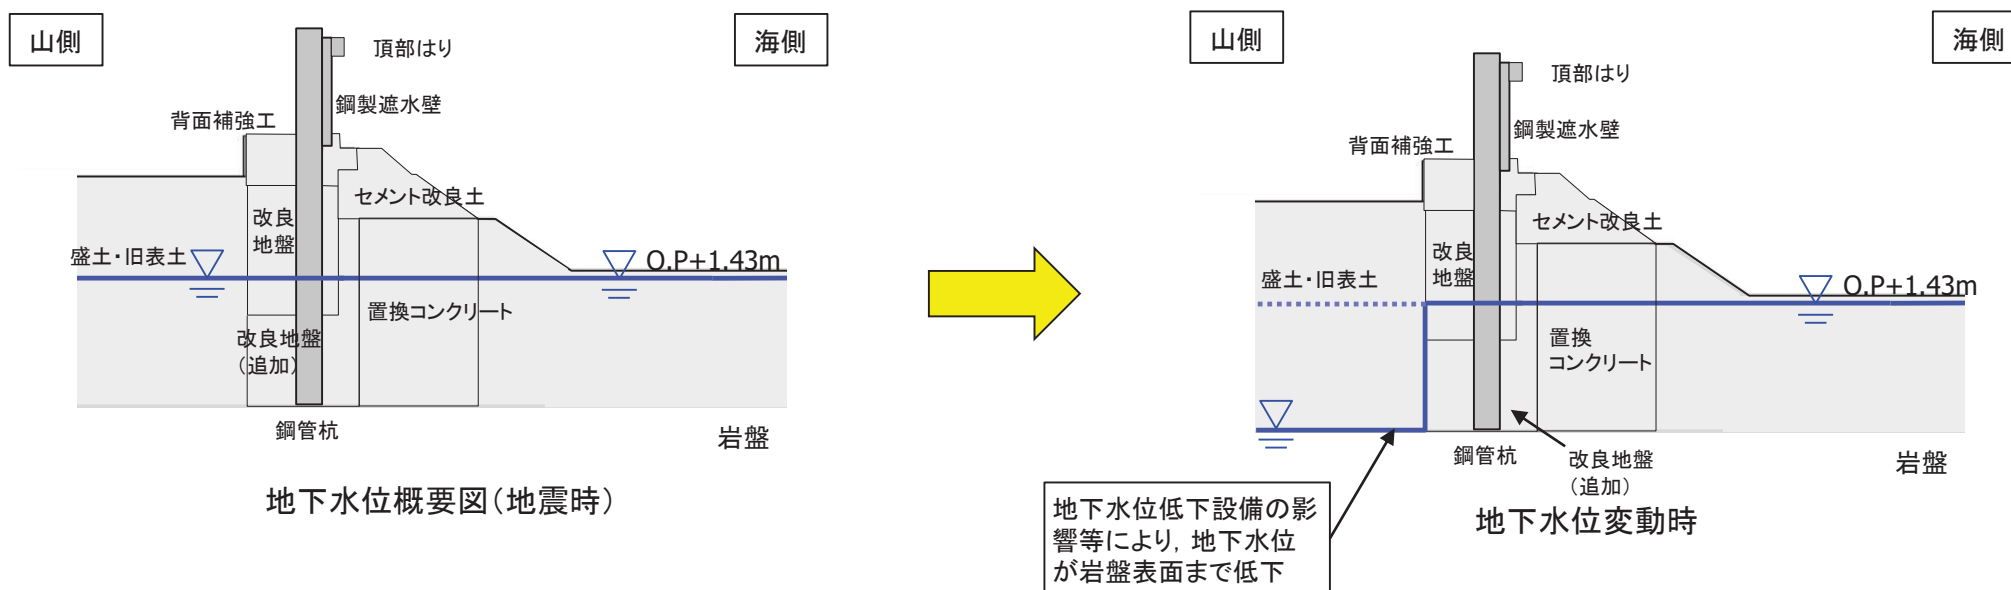 山側
海側
頂部はり
鋼製遮水壁
背面補強工
セメント改良土
改良
地盤
盛土・旧表土
O.P+1.43m
置換コンクリート
改良地盤
(追加)
鋼管杭
岩盤
地下水位概要図(地震時)
山側
海側
頂部はり
鋼製遮水壁
背面補強工
セメント改良土
改良
地盤
盛土・旧表土
O.P+1.43m
置換
コンクリート
鋼管杭
改良地盤
(追加)
岩盤
地下水位低下設備の影
響等により, 地下水位
が岩盤表面まで低下
地下水位変動時